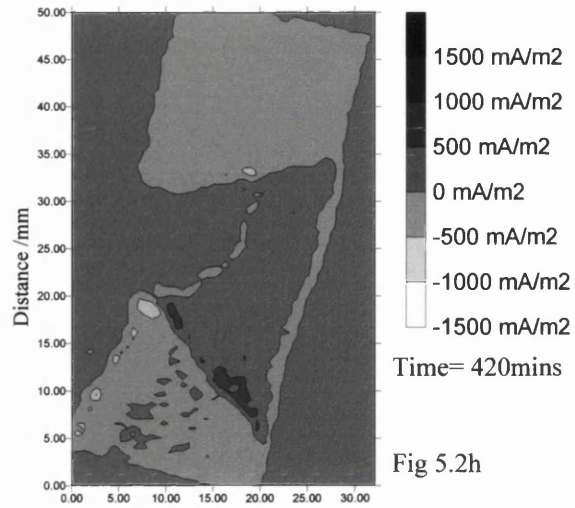 50.00
45.00
40.00
35.00
30.00
25.00
20.00
15.00
10.00
5.00
0.00
Distance /mm
0.00 5.00 10.00 15.00 20.00 25.00 30.00
1500 mA/m2
1000 mA/m2
500 mA/m2
0 mA/m2
-500 mA/m2
-1000 mA/m2
-1500 mA/m2
Time= 420mins
Fig 5.2h